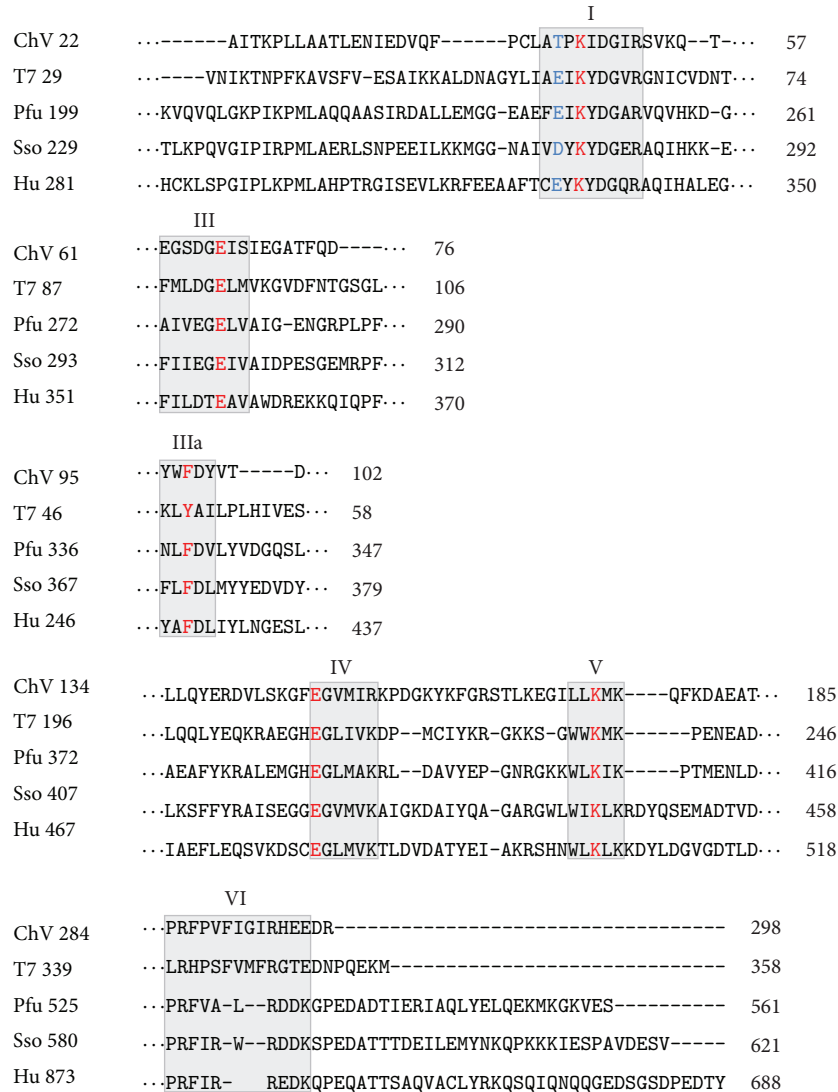 I
ChV 22 ···------AITKPLLAATLENIEDVQF------PCLATPKIDGIRSVKQ--T-··· 57
T7 29 ···----VNIKTNPFKAVSFV-ESAIKKALDNAGYLIAEIKYDGVRGNICVDNT··· 74
Pfu 199 ···KVQVQLGKPIKPMLAQQAASIRDALLEMGG-EAEFEIKYDGARVQVHKD-G··· 261
Sso 229 ···TLKPQVGIPIRPMLAERLSNPEEILKKMGG-NAIVDYKYDGERAQIHKK-E··· 292
Hu 281 ···HCKLSPGIPLKPMLAHPTRGISEVLKRFEEAAFTCEYKYDGQRAQIHALEG··· 350
III
ChV 61 ···EGSDGEISIEGATFQD----··· 76
T7 87 ···FMLDGELMVKGVDFNTGSGL··· 106
Pfu 272 ···AIVEGELVAIG-ENGRPLPF··· 290
Sso 293 ···FIIEGEIVAIDPESGEMRPF··· 312
Hu 351 ···FILDTEAVAWDREKKQIQPF··· 370
IIIa
ChV 95 ···YWFDYVT-----D··· 102
T7 46 ···KLYAILPLHIVES··· 58
Pfu 336 ···NLFDVLYVDGQSL··· 347
Sso 367 ···FLFDLMYYEDVDY··· 379
Hu 246 ···YAFDLIYLNGESL··· 437
IV V
ChV 134 ···LLQYERDVLSKGFEGVMIRKPDGKYKFGRSTLKEGILLKMK----QFKDAEAT··· 185
T7 196 ···LQQLYEQKRAEGHEGLIVKDP--MCIYKR-GKKS-GWWKMK------PENEAD··· 246
Pfu 372 ···AEAFYKRALEMGHEGLMAKRL--DAVYEP-GNRGKKWLKIK-----PTMENLD··· 416
Sso 407 ···LKSFFYRAISEGGEGVMVKAIGKDAIYQA-GARGWLWIKLKRDYQSEMADTVD··· 458
Hu 467 ···IAEFLEQSVKDSCEGLMVKTLDVDATYEI-AKRSHNWLKLKKDYLDGVGDTLD··· 518
VI
ChV 284 ···PRFPVFIGIRHEEDR----------------------------------- 298
T7 339 ···LRHPSFVMFRGTEDNPQEKM------------------------------ 358
Pfu 525 ···PRFVA-L--RDDKGPEDADTIERIAQLYELQEKMKGKVES---------- 561
Sso 580 ···PRFIR-W--RDDKSPEDATTTDEILEMYNKQPKKKIESPAVDESV----- 621
Hu 873 ···PRFIR- REDKQPEQATTSAQVACLYRKQSQIQNQQGEDSGSDPEDTY 688